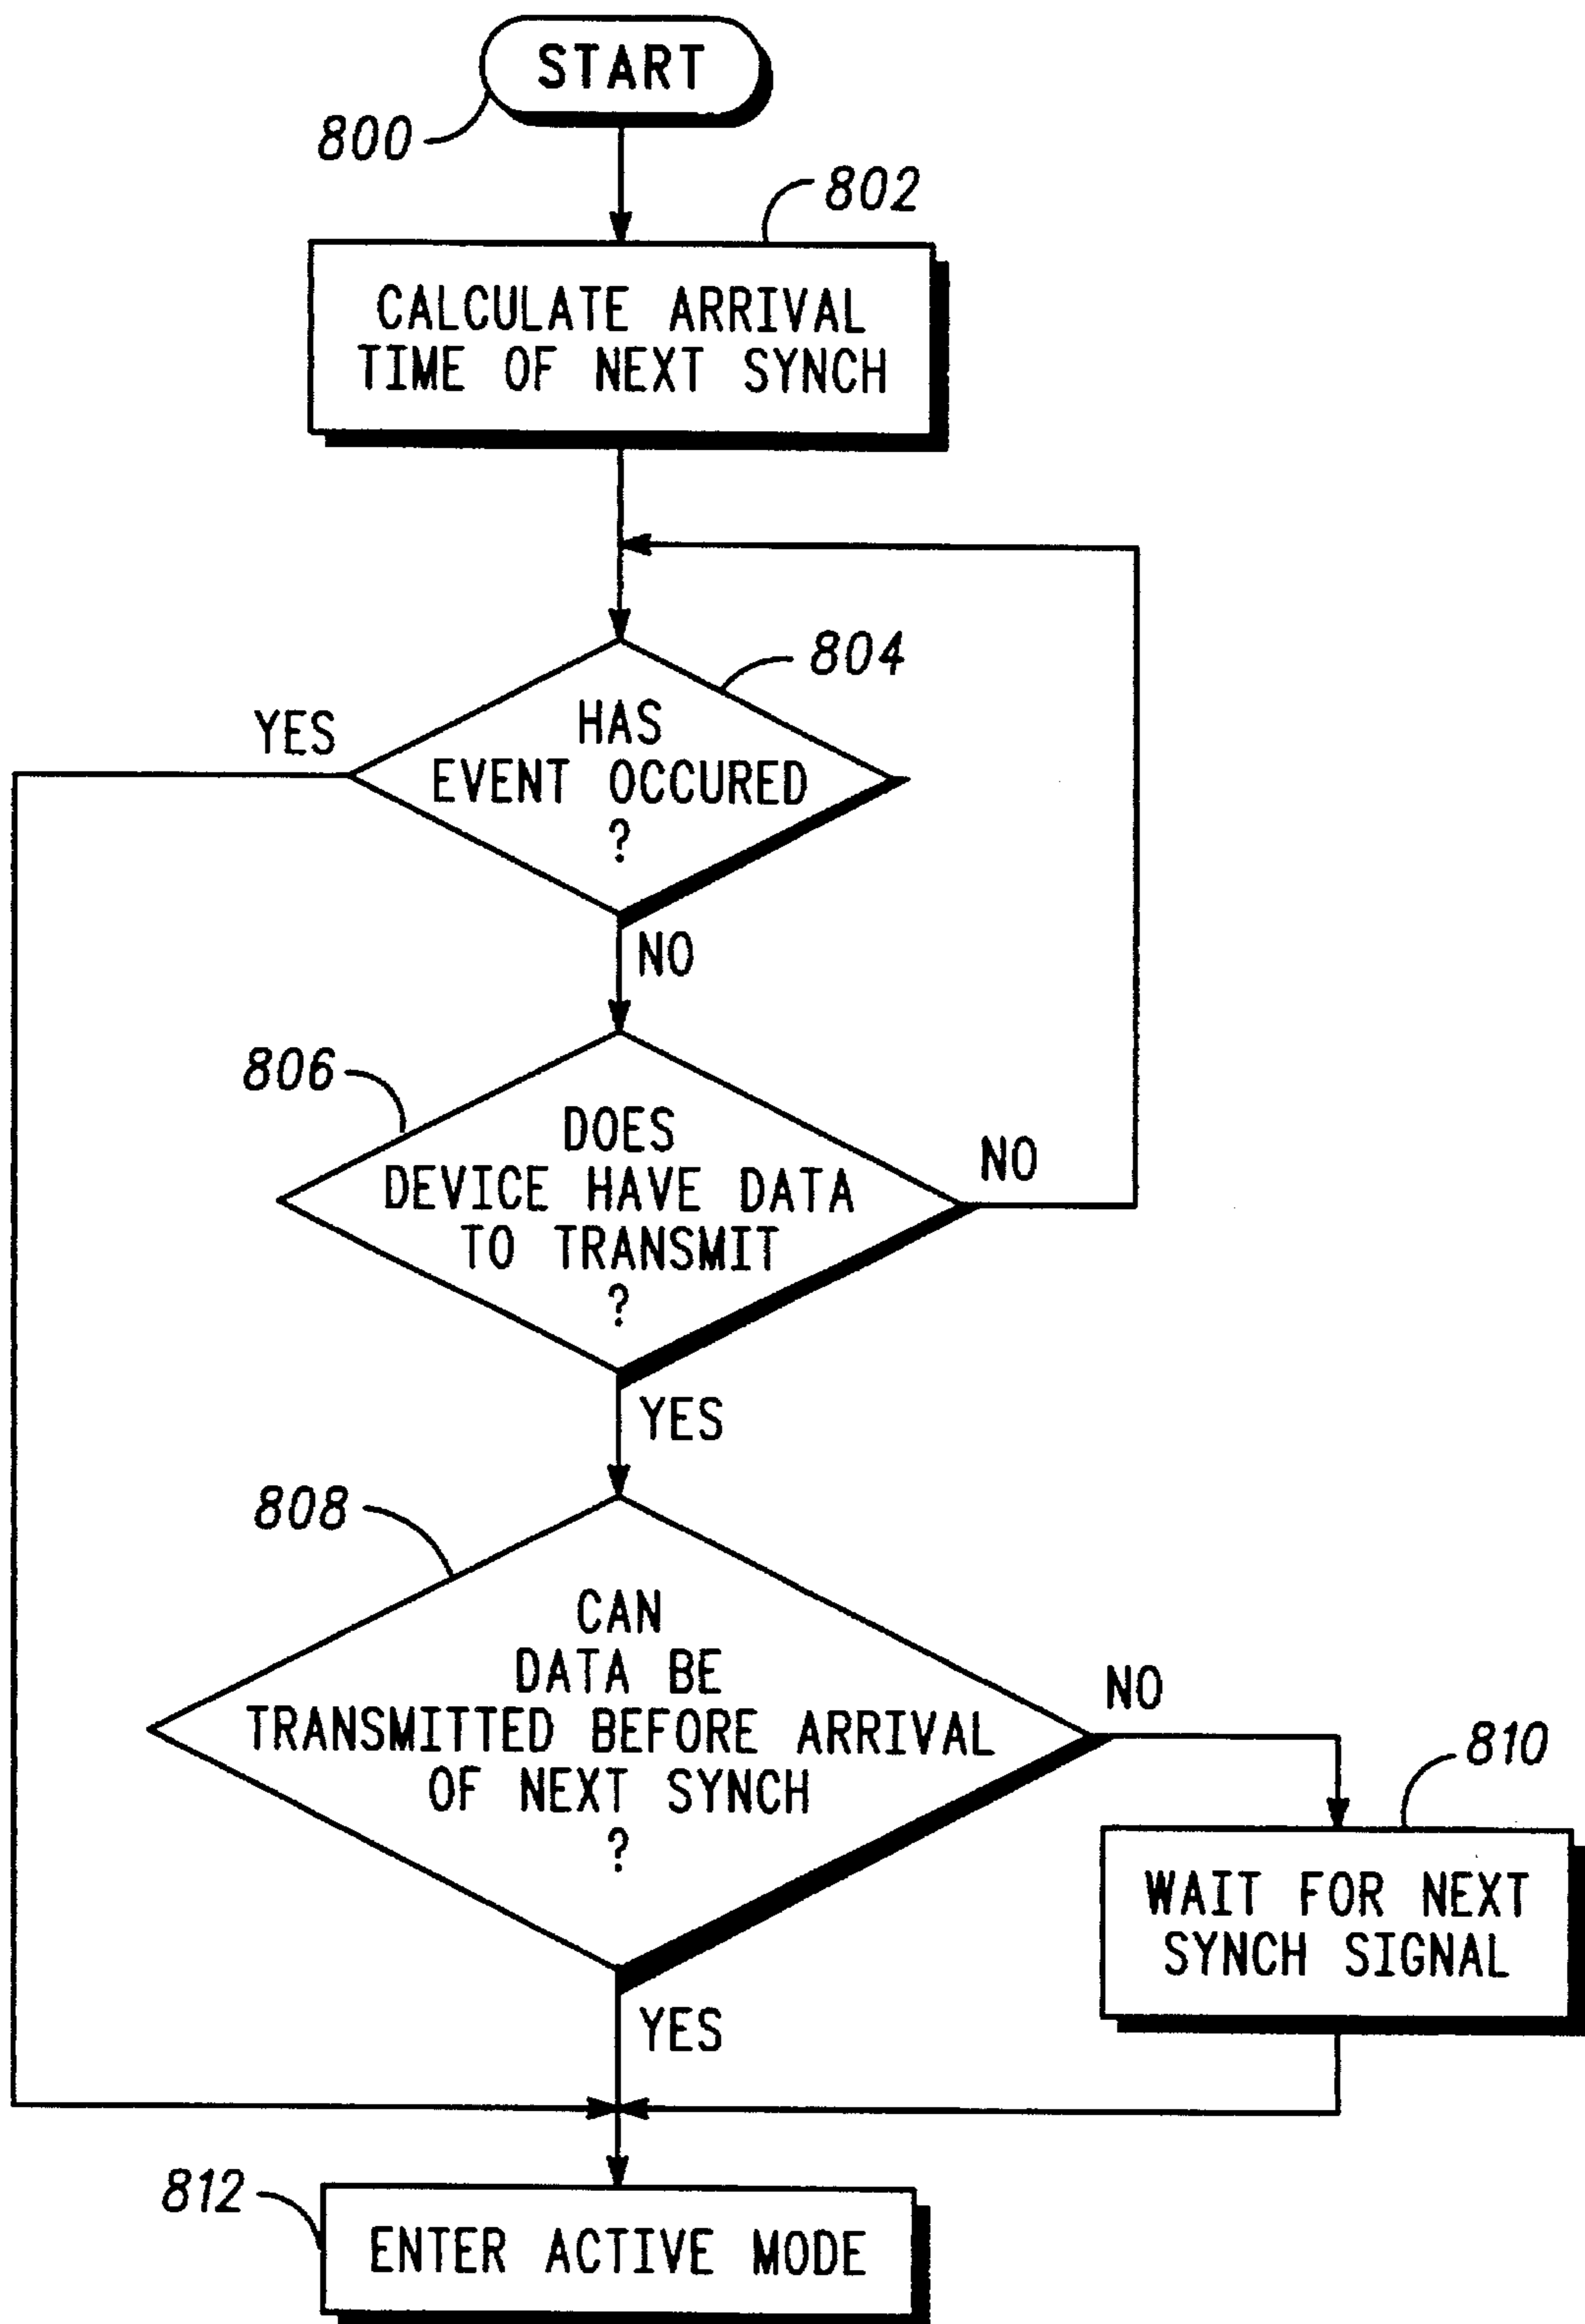 START
800
802
CALCULATE ARRIVAL
TIME OF NEXT SYNCH
804
YES
HAS
EVENT OCCURED
?
NO
806
DOES
DEVICE HAVE DATA
TO TRANSMIT
?
NO
YES
808
CAN
DATA BE
TRANSMITTED BEFORE ARRIVAL
OF NEXT SYNCH
?
NO
810
WAIT FOR NEXT
SYNCH SIGNAL
YES
812
ENTER ACTIVE MODE